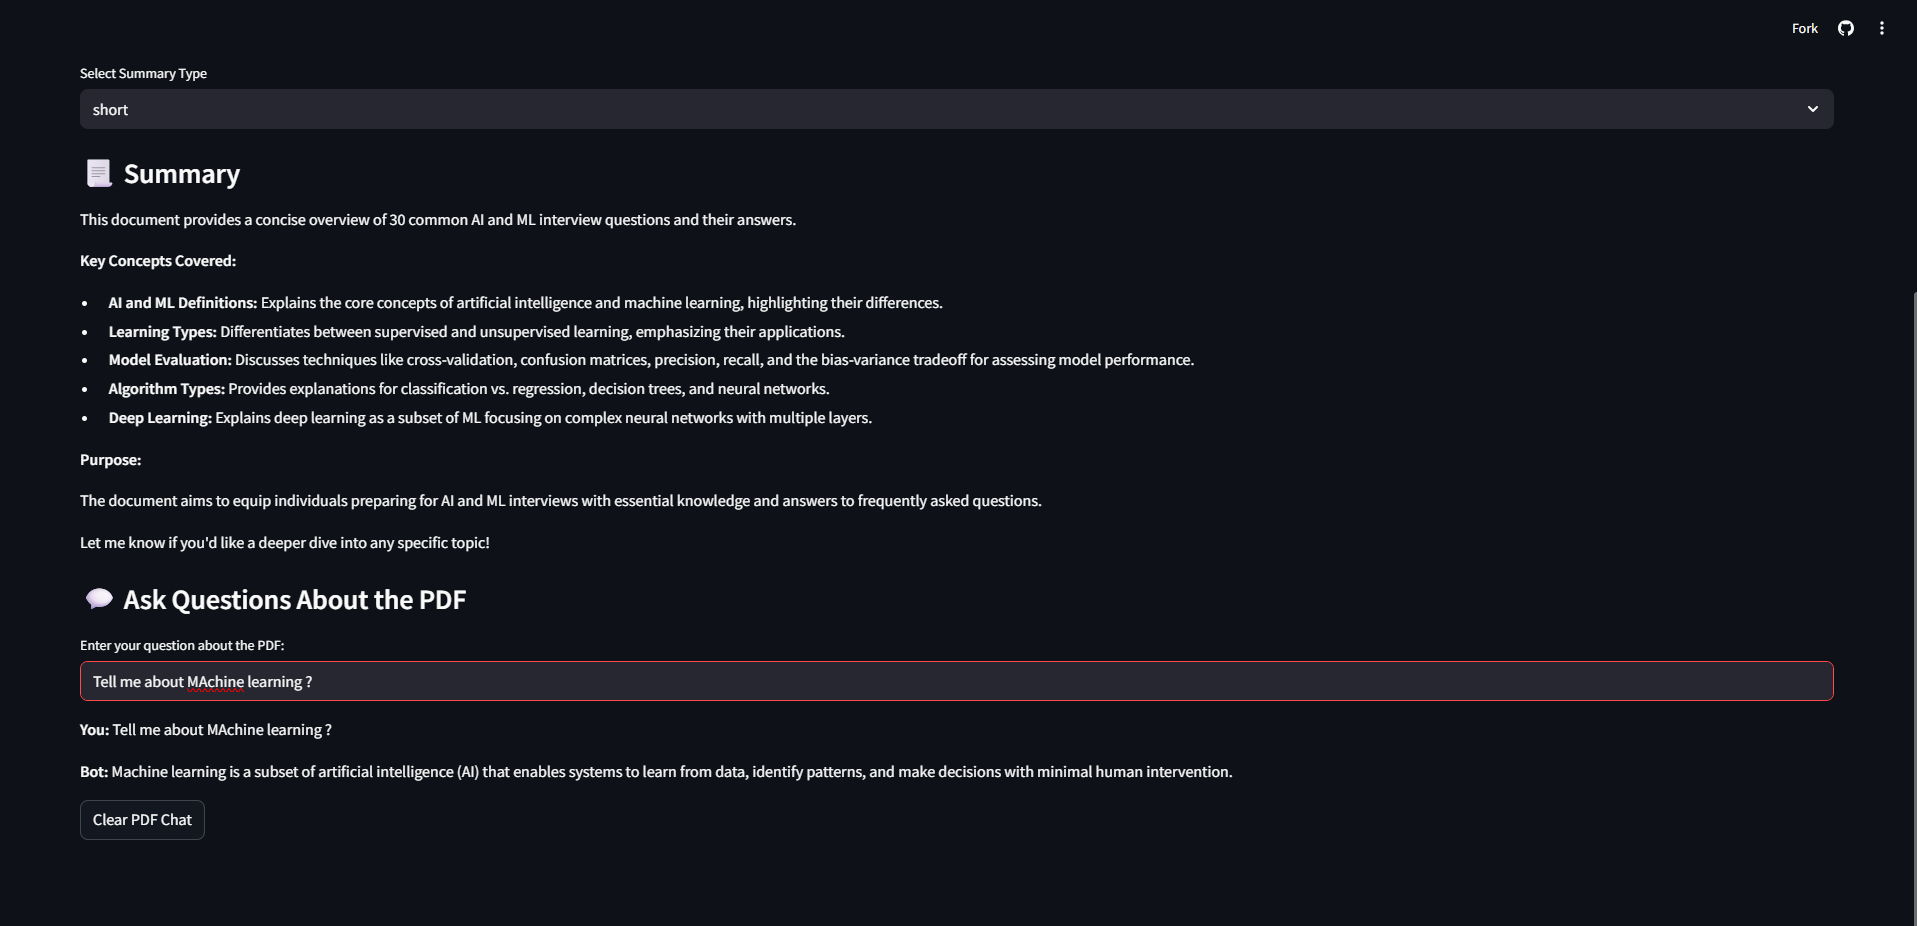 Fork
Select Summary Type
short
Summary
This document provides a concise overview of 30 common AI and ML interview questions and their answers.
Key Concepts Covered:
• AI and ML Definitions: Explains the core concepts of artificial intelligence and machine learning, highlighting their differences.
• Learning Types: Differentiates between supervised and unsupervised learning, emphasizing their applications.
• Model Evaluation: Discusses techniques like cross-validation, confusion matrices, precision, recall, and the bias-variance tradeoff for assessing model performance.
• Algorithm Types: Provides explanations for classification vs. regression, decision trees, and neural networks.
• Deep Learning: Explains deep learning as a subset of ML focusing on complex neural networks with multiple layers.
Purpose:
The document aims to equip individuals preparing for AI and ML interviews with essential knowledge and answers to frequently asked questions.
Let me know if you'd like a deeper dive into any specific topic!
Ask Questions About the PDF
Enter your question about the PDF:
Tell me about MAchine learning ?
You: Tell me about MAchine learning ?
Bot: Machine learning is a subset of artificial intelligence (AI) that enables systems to learn from data, identify patterns, and make decisions with minimal human intervention.
Clear PDF Chat